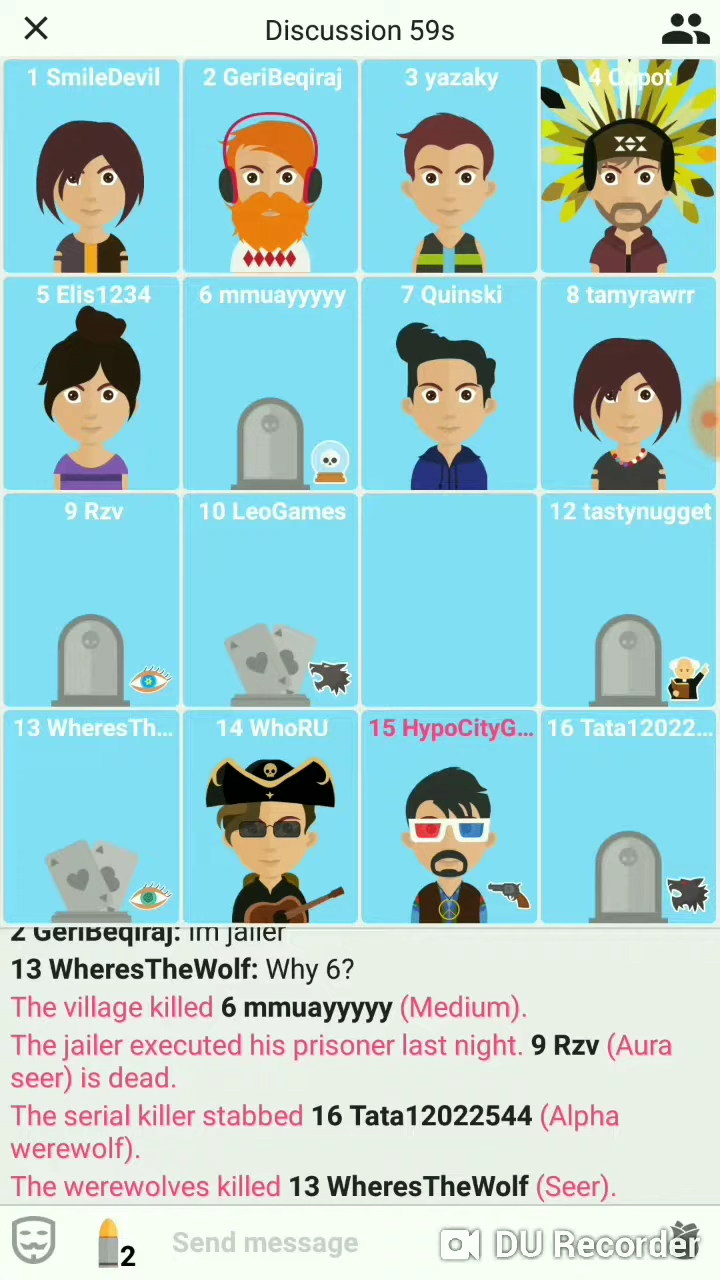 Discussion 59s
1 SmileDevil
2 GeriBeqiraj
3 yazaky
4 Copot
5 Elis1234
6 mmuayyyyy
7 Quinski
8 tamyrawrr
9 Rzv
10 LeoGames
12 tastynugget
13 WheresTh...
14 WhoRU
15 HypoCityG...
16 Tata12022...
2 GeriBeqiraj: Im jailer
13 WheresTheWolf: Why 6?
The village killed 6 mmuayyyyy (Medium).
The jailer executed his prisoner last night. 9 Rzv (Aura
seer) is dead.
The serial killer stabbed 16 Tata12022544 (Alpha
werewolf).
The werewolves killed 13 WheresTheWolf (Seer).
2
Send message
DU Recorder